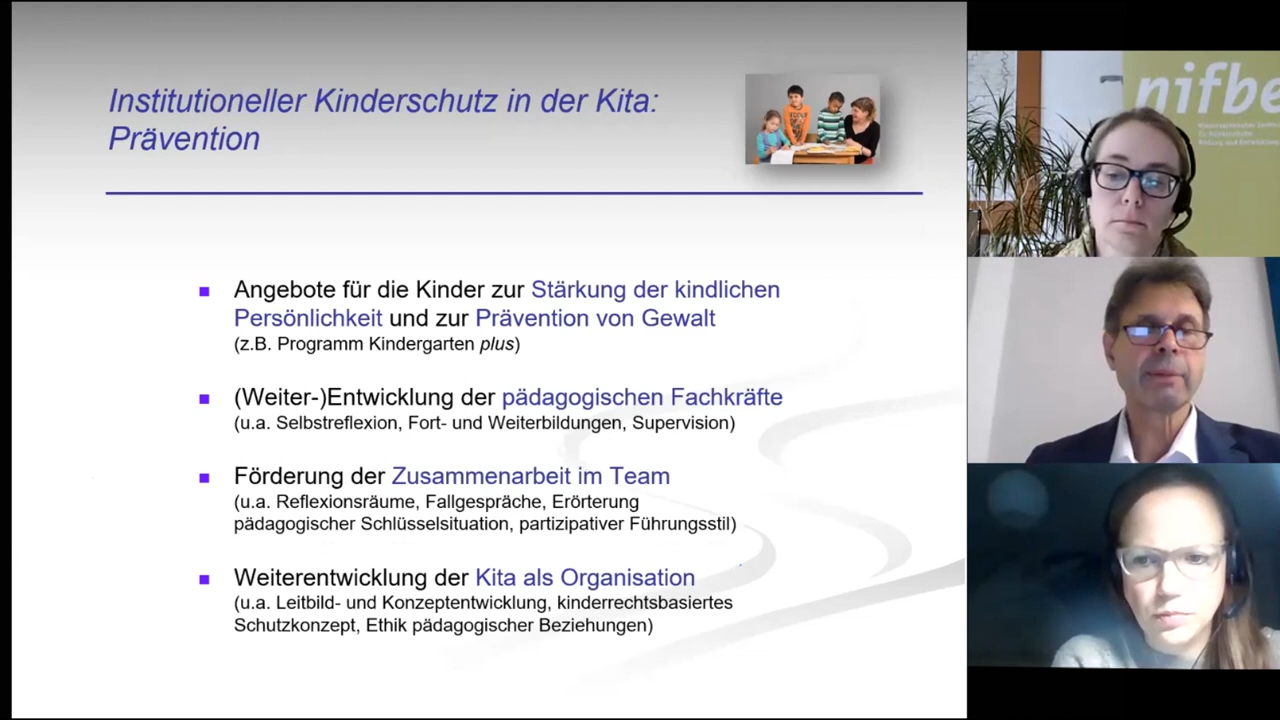 Institutioneller Kinderschutz in der Kita:
Prävention
Angebote für die Kinder zur Stärkung der kindlichen
Persönlichkeit und zur Prävention von Gewalt
(z.B. Programm Kindergarten plus)
(Weiter-)Entwicklung der pädagogischen Fachkräfte
(u.a. Selbstreflexion, Fort- und Weiterbildungen, Supervision)
Förderung der Zusammenarbeit im Team
(u.a. Reflexionsräume, Fallgespräche, Erörterung
pädagogischer Schlüsselsituation, partizipativer Führungsstil)
Weiterentwicklung der Kita als Organisation
(u.a. Leitbild- und Konzeptentwicklung, kinderrechtsbasiertes
Schutzkonzept, Ethik pädagogischer Beziehungen)
nifbe